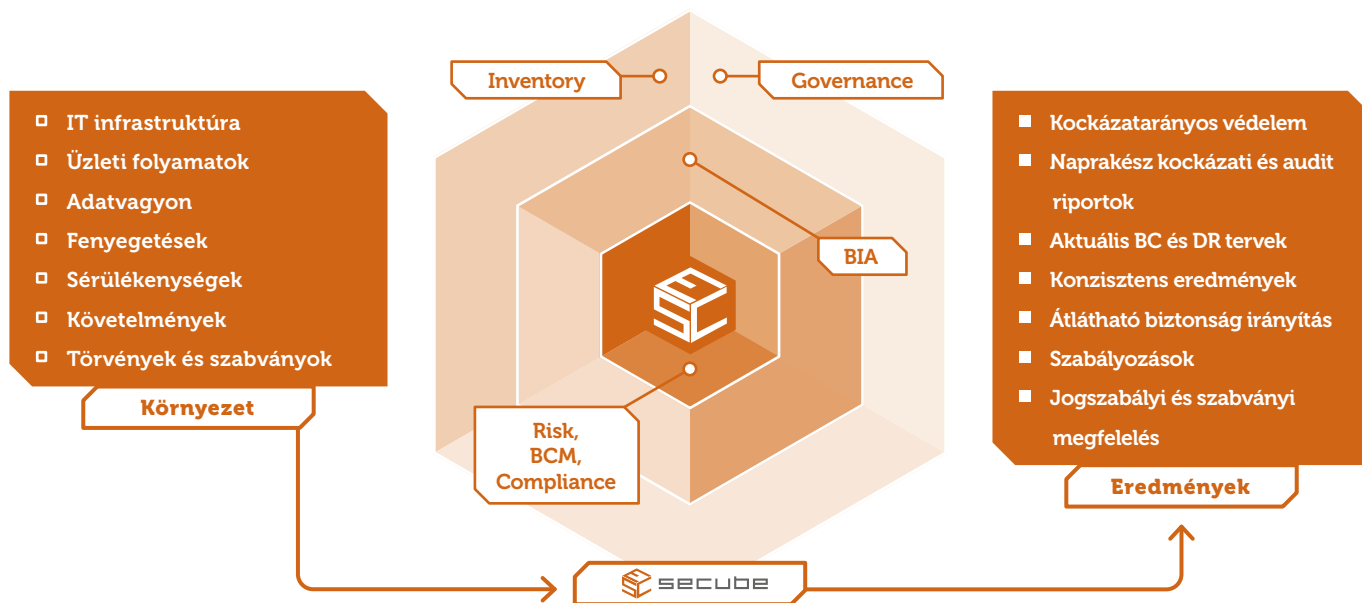 Inventory
Governance
IT infrastruktúra
Üzleti folyamatok
Adatvagyon
Fenyegetések
Sérülékenységek
Követelmények
Törvények és szabványok
Környezet
BIA
Risk,
BCM,
Compliance
Kockázatarányos védelem
Naprakész kockázati és audit
riportok
Aktuális BC és DR tervek
Konzisztens eredmények
Átlátható biztonság irányítás
Szabályozások
Jogszabályi és szabványi
megfelelés
Eredmények
secube